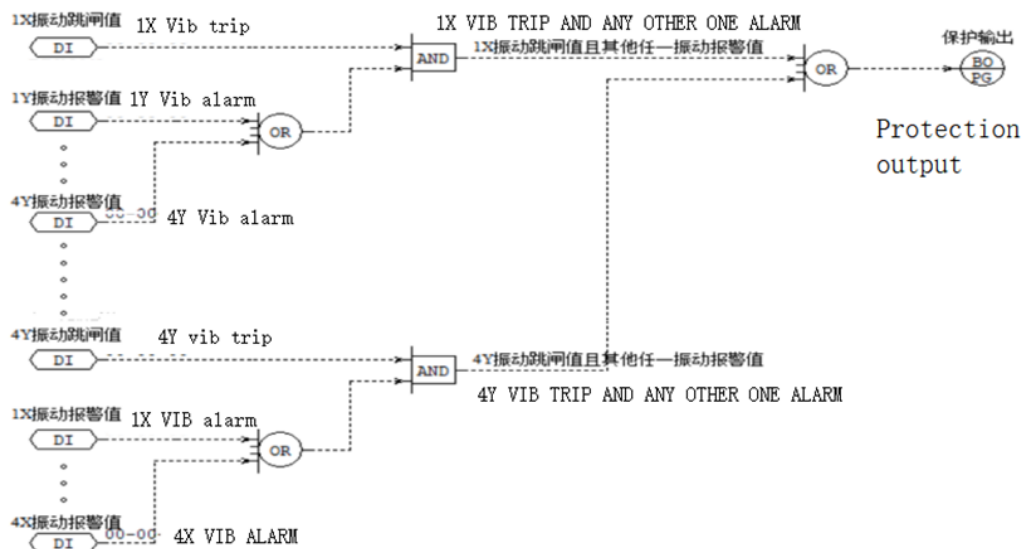 1X振动跳闸值 1X Vib trip
DI
1X VIB TRIP AND ANY OTHER ONE ALARM
AND
1X振动跳闸值且其他任一振动报警值
保护输出
OR
BO
PG
1Y振动报警值 1Y Vib alarm
DI
OR
Protection
output
4Y振动报警值
DI
00-00
4Y Vib alarm
4Y振动跳闸值
4Y vib trip
DI
AND
4Y振动跳闸值且其他任一振动报警值
4Y VIB TRIP AND ANY OTHER ONE ALARM
1X振动报警值 1X VIB alarm
DI
OR
4X振动报警值
DI
00-00
4X VIB ALARM